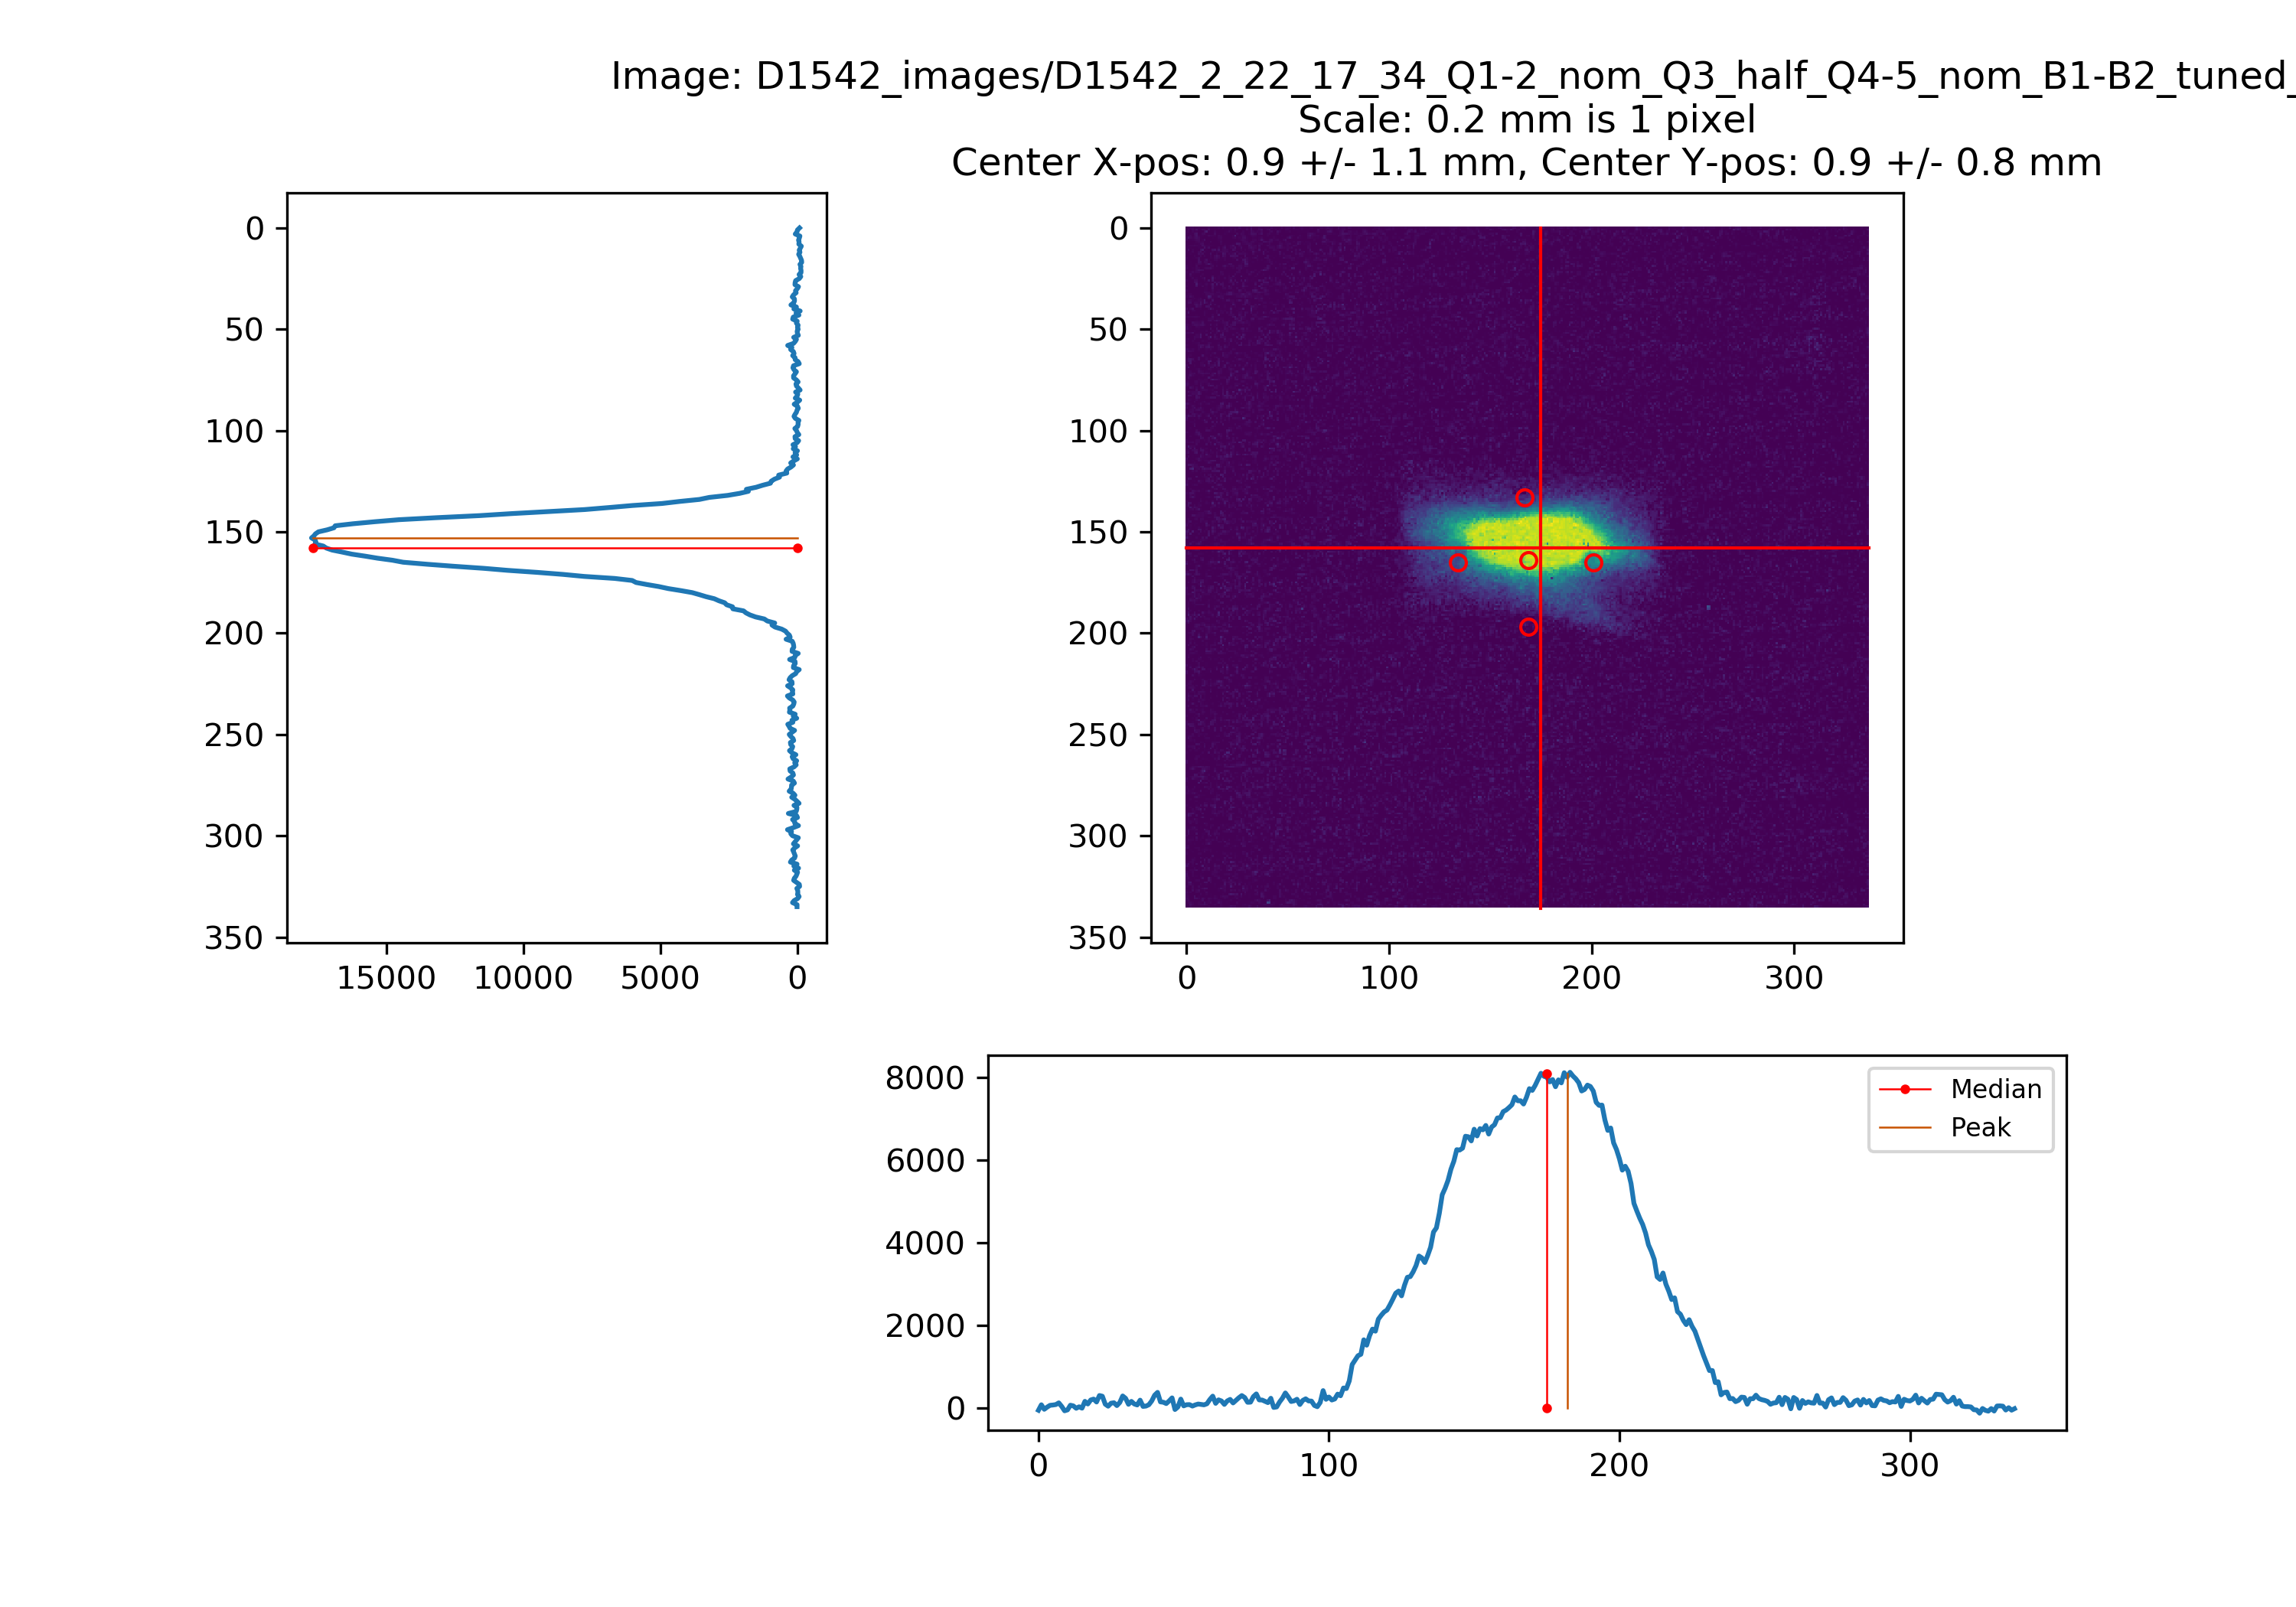 Image: D1542_images/D1542_2_22_17_34_Q1-2_nom_Q3_half_Q4-5_nom_B1-B2_tuned_
Scale: 0.2 mm is 1 pixel
Center X-pos: 0.9 +/- 1.1 mm, Center Y-pos: 0.9 +/- 0.8 mm
0
50
100
150
200
250
300
350
15000 10000 5000 0
0
50
100
150
200
250
300
350
0 100 200 300
8000
6000
4000
2000
0
0 100 200 300
Median
Peak